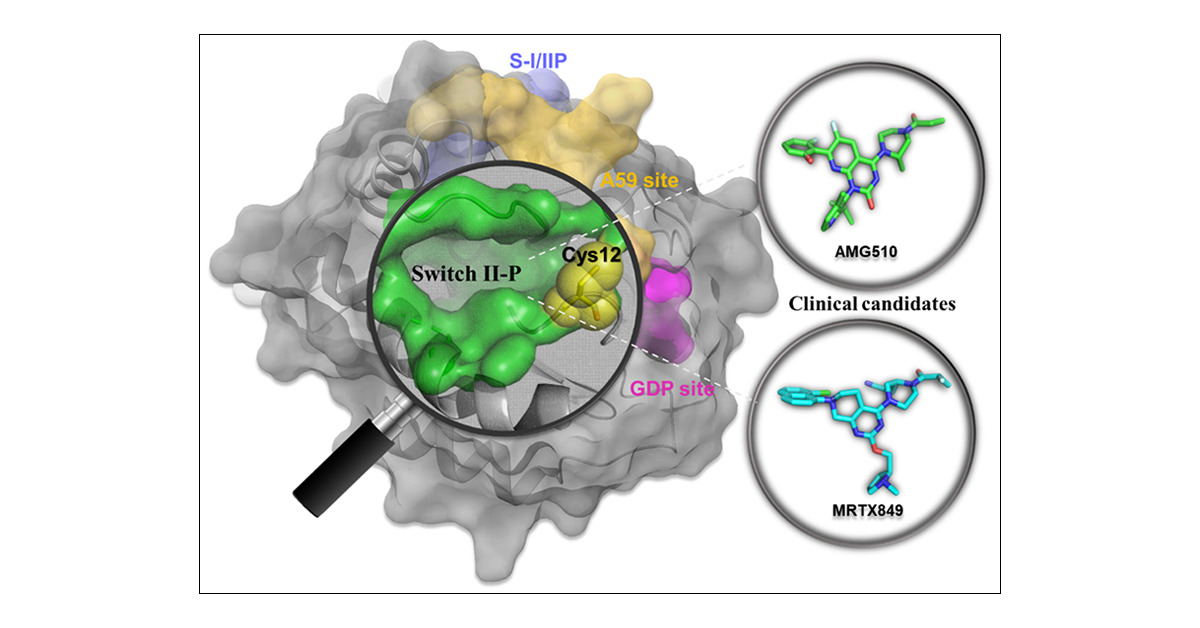 S-I/IIP
A59 site
Cys12
Switch II-P
GDP site
AMG510
Clinical candidates
MRTX849